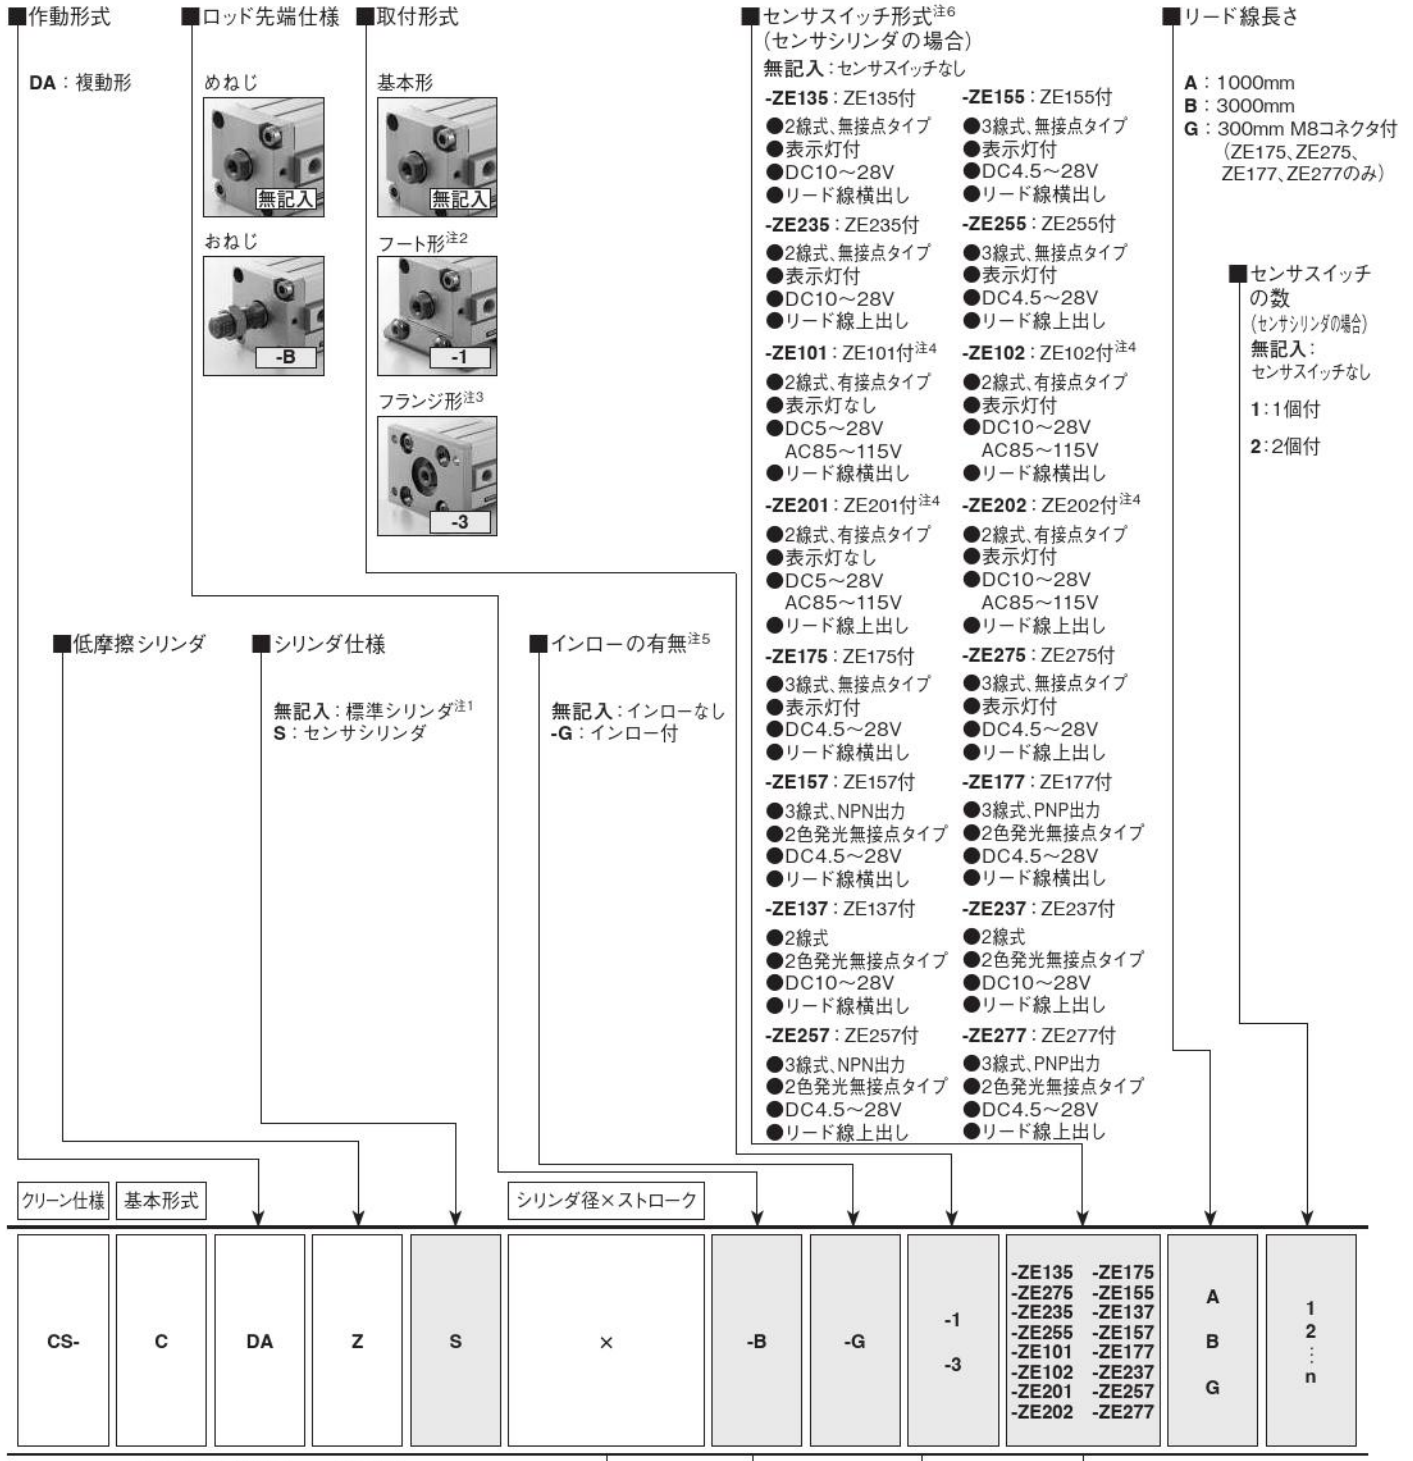 ■作動形式
DA：複動形
■ロッド先端仕様
めねじ
無記入
おねじ
-B
■取付形式
基本形
無記入
フート形注2
-1
フランジ形注3
-3
■センサスイッチ形式注6
(センサシリンダの場合)
無記入：センサスイッチなし
-ZE135：ZE135付
●2線式、無接点タイプ
●表示灯付
●DC10～28V
●リード線横出し
-ZE155：ZE155付
●3線式、無接点タイプ
●表示灯付
●DC4.5～28V
●リード線横出し
-ZE235：ZE235付
●2線式、無接点タイプ
●表示灯付
●DC10～28V
●リード線上出し
-ZE255：ZE255付
●3線式、無接点タイプ
●表示灯付
●DC4.5～28V
●リード線上出し
-ZE101：ZE101付注4
●2線式、有接点タイプ
●表示灯なし
●DC5～28V
AC85～115V
●リード線横出し
-ZE102：ZE102付注4
●2線式、有接点タイプ
●表示灯付
●DC10～28V
AC85～115V
●リード線横出し
-ZE201：ZE201付注4
●2線式、有接点タイプ
●表示灯なし
●DC5～28V
AC85～115V
●リード線上出し
-ZE202：ZE202付注4
●2線式、有接点タイプ
●表示灯付
●DC10～28V
AC85～115V
●リード線上出し
-ZE175：ZE175付
●3線式、無接点タイプ
●表示灯付
●DC4.5～28V
●リード線横出し
-ZE275：ZE275付
●3線式、無接点タイプ
●表示灯付
●DC4.5～28V
●リード線上出し
-ZE157：ZE157付
●3線式、NPN出力
●2色発光無接点タイプ
●DC4.5～28V
●リード線横出し
-ZE177：ZE177付
●3線式、PNP出力
●2色発光無接点タイプ
●DC4.5～28V
●リード線横出し
-ZE137：ZE137付
●2線式
●2色発光無接点タイプ
●DC10～28V
●リード線横出し
-ZE237：ZE237付
●2線式
●2色発光無接点タイプ
●DC10～28V
●リード線上出し
-ZE257：ZE257付
●3線式、NPN出力
●2色発光無接点タイプ
●DC4.5～28V
●リード線上出し
-ZE277：ZE277付
●3線式、PNP出力
●2色発光無接点タイプ
●DC4.5～28V
●リード線上出し
■リード線長さ
A：1000mm
B：3000mm
G：300mm M8コネクタ付
(ZE175、ZE275、
ZE177、ZE277のみ)
■センサスイッチ
の数
(センサシリンダの場合)
無記入：
センサスイッチなし
1：1個付
2：2個付
■低摩擦シリンダ
■シリンダ仕様
無記入：標準シリンダ注1
S：センサシリンダ
■インローの有無注5
無記入：インローなし
-G：インロー付
クリーン仕様
基本形式
シリンダ径×ストローク
CS-
C
DA
Z
S
×
-B
-G
-1
-3
-ZE135 -ZE175
-ZE275 -ZE155
-ZE235 -ZE137
-ZE255 -ZE157
-ZE101 -ZE177
-ZE102 -ZE237
-ZE201 -ZE257
-ZE202 -ZE277
A
B
G
1
2
⋮
n